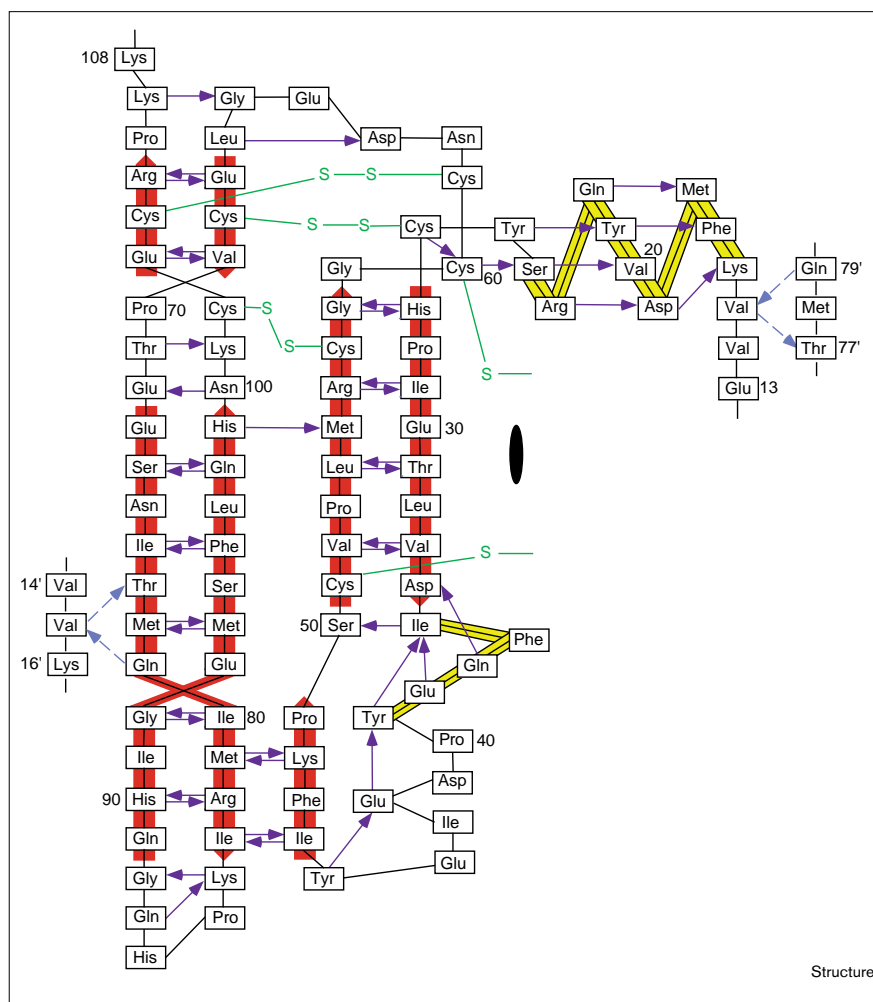 108 Lys
Lys Gly Glu
Pro Leu Asp Asn
Arg Glu S S Cys Gln Met
Cys Cys S S Cys Tyr Tyr Phe
20
Glu Val Gly Cys Ser Val Lys Gln 79'
60
Pro 70 Cys S Gly His Arg Asp Val Met
Thr Lys S Cys Pro Val Thr 77'
S
Glu Asn 100 Arg Ile Glu 13
Glu His Met Glu 30
Ser Gln Leu Thr
Asn Leu Pro Leu
Ile Phe Val Val S
14' Val Thr Ser Cys Asp
Val Met Met 50 Ser Ile Phe
16' Lys Gln Glu Gln
Glu
Gly Ile 80 Pro Tyr
Pro 40
Ile Met Lys Asp
90 His Arg Phe Glu
Ile
Gln Ile Ile
Glu
Gly Lys Tyr
Gln Pro
His
Structure